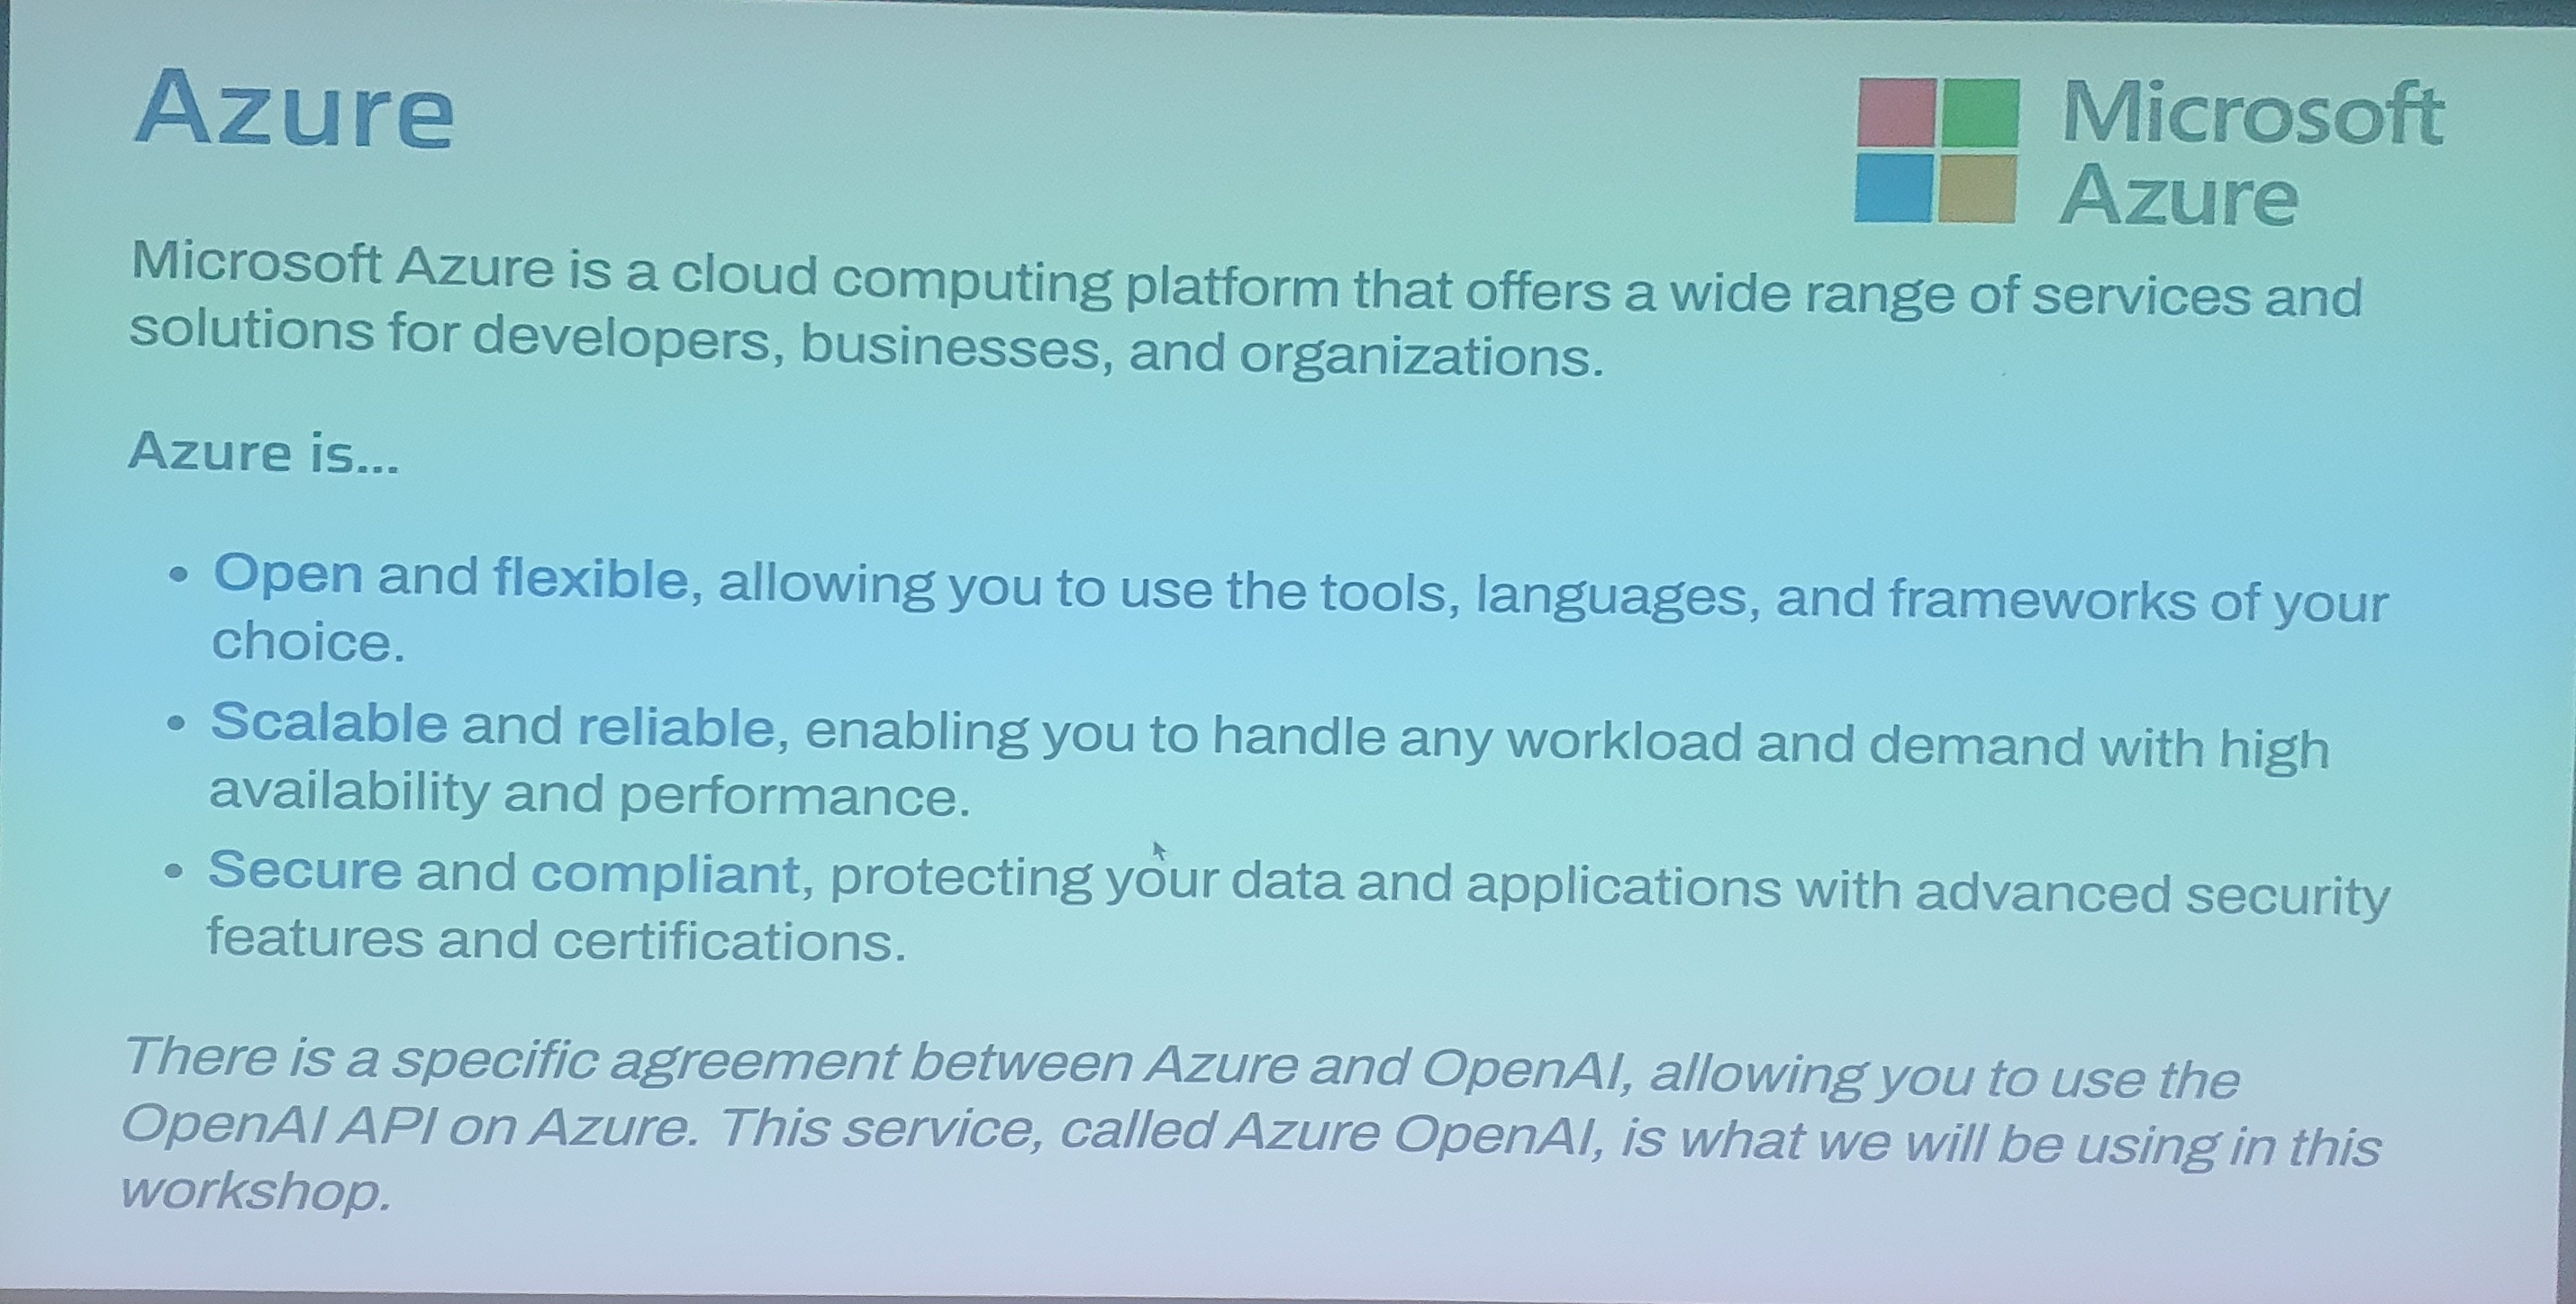 Azure
Microsoft
Azure
Microsoft Azure is a cloud computing platform that offers a wide range of services and
solutions for developers, businesses, and organizations.
Azure is...
• Open and flexible, allowing you to use the tools, languages, and frameworks of your
choice.
• Scalable and reliable, enabling you to handle any workload and demand with high
availability and performance.
• Secure and compliant, protecting your data and applications with advanced security
features and certifications.
There is a specific agreement between Azure and OpenAI, allowing you to use the
OpenAI API on Azure. This service, called Azure OpenAI, is what we will be using in this
workshop.